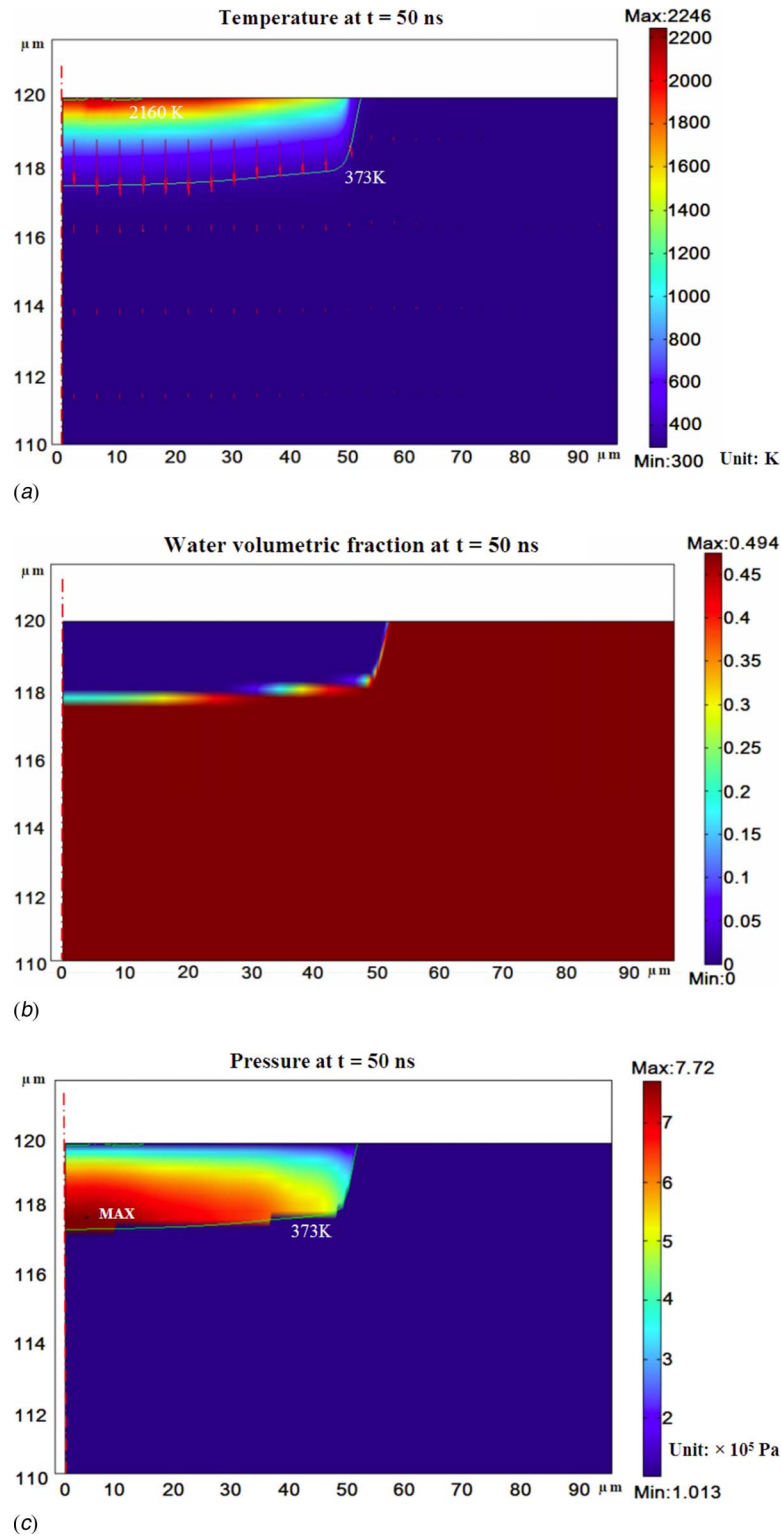 Temperature at t = 50 ns
Max:2246
μm
120
118
116
114
112
110
2160 K
373K
0 10 20 30 40 50 60 70 80 90 μm
2200
2000
1800
1600
1400
1200
1000
800
600
400
Min:300 Unit: K
(a)
Water volumetric fraction at t = 50 ns
Max:0.494
μm
120
118
116
114
112
110
0 10 20 30 40 50 60 70 80 90 μm
0.45
0.4
0.35
0.3
0.25
0.2
0.15
0.1
0.05
0
Min:0
(b)
Pressure at t = 50 ns
Max:7.72
μm
120
118
116
114
112
110
MAX
373K
0 10 20 30 40 50 60 70 80 90 μm
7
6
5
4
3
2
Unit: × 10⁵ Pa
Min:1.013
(c)